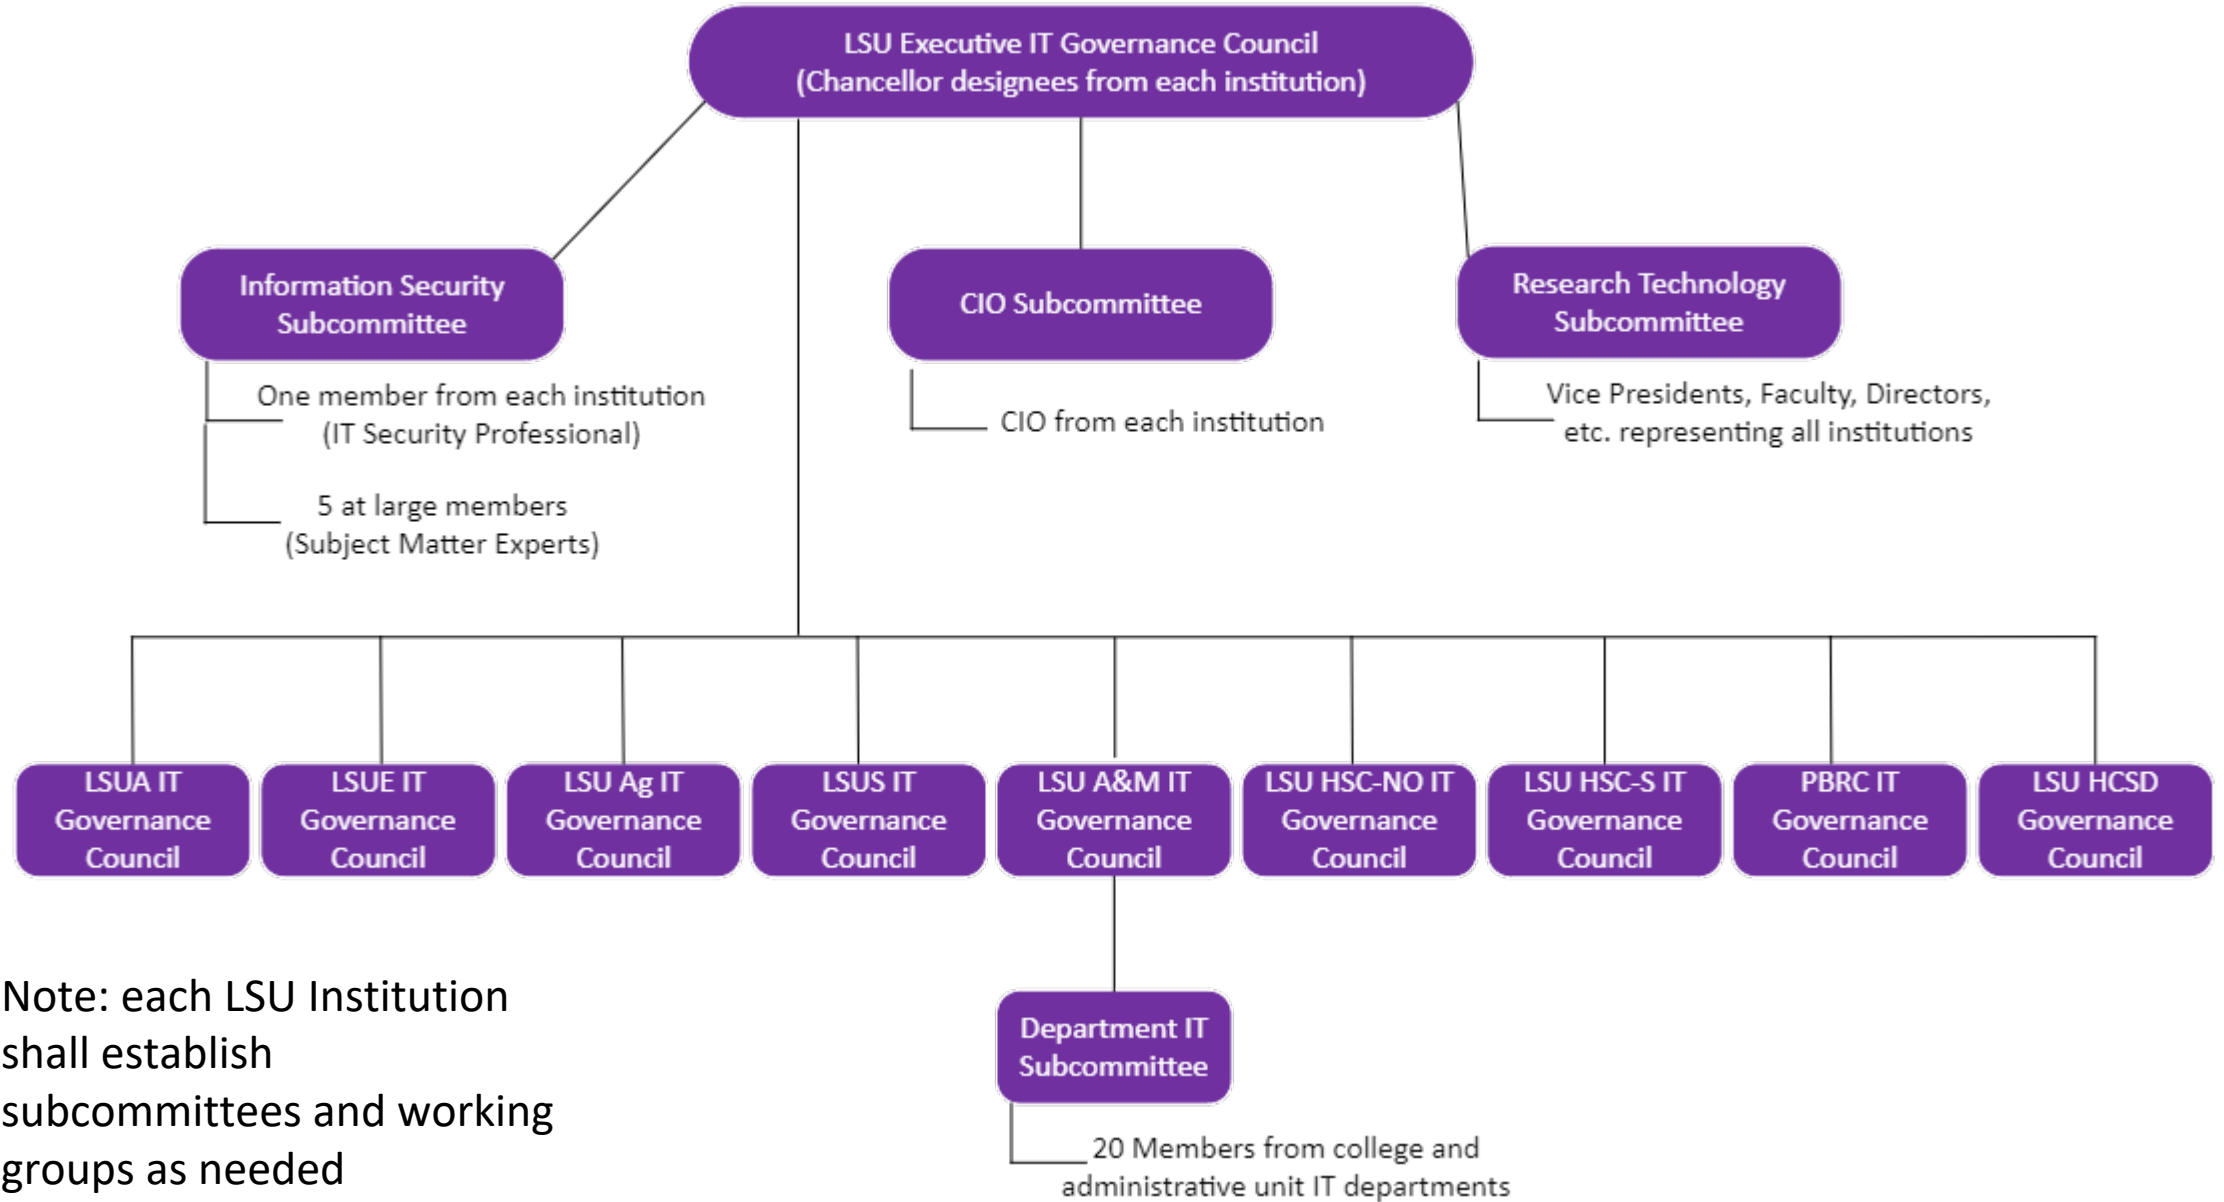 LSU Executive IT Governance Council
(Chancellor designees from each institution)
Information Security
Subcommittee
CIO Subcommittee
Research Technology
Subcommittee
One member from each institution
(IT Security Professional)
5 at large members
(Subject Matter Experts)
CIO from each institution
Vice Presidents, Faculty, Directors,
etc. representing all institutions
LSUA IT
Governance
Council
LSUE IT
Governance
Council
LSU Ag IT
Governance
Council
LSUS IT
Governance
Council
LSU A&M IT
Governance
Council
LSU HSC-NO IT
Governance
Council
LSU HSC-S IT
Governance
Council
PBRC IT
Governance
Council
LSU HCSD
Governance
Council
Department IT
Subcommittee
20 Members from college and
administrative unit IT departments
Note: each LSU Institution
shall establish
subcommittees and working
groups as needed